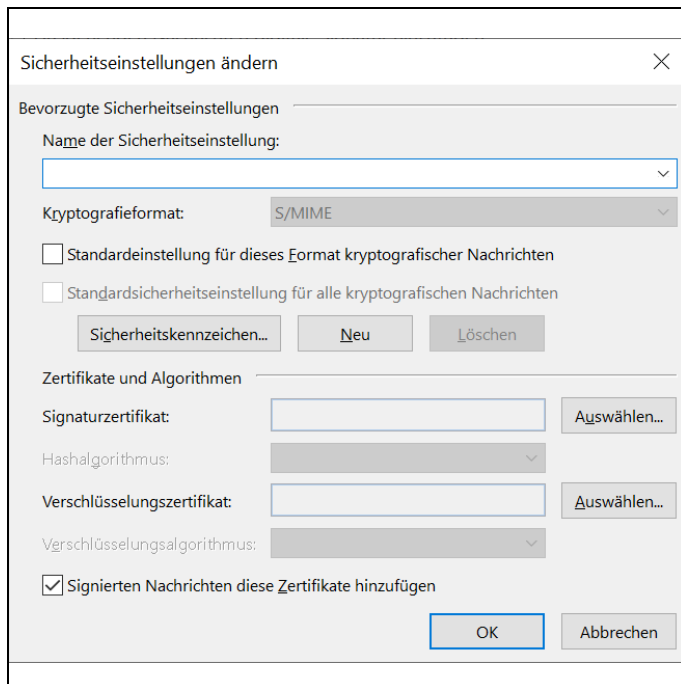 Sicherheitseinstellungen ändern
Bevorzugte Sicherheitseinstellungen
Name der Sicherheitseinstellung:
Kryptografieformat: S/MIME
Standardeinstellung für dieses Format kryptografischer Nachrichten
Standardsicherheitseinstellung für alle kryptografischen Nachrichten
Sicherheitskennzeichen... Neu Löschen
Zertifikate und Algorithmen
Signaturzertifikat: Auswählen...
Hashalgorithmus:
Verschlüsselungszertifikat: Auswählen...
Verschlüsselungsalgorithmus:
Signierten Nachrichten diese Zertifikate hinzufügen
OK Abbrechen